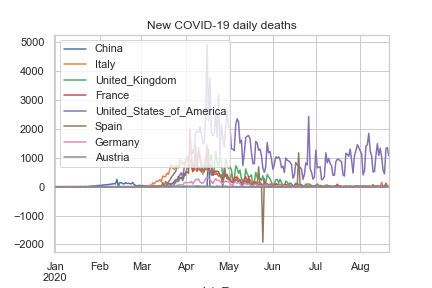 New COVID-19 daily deaths
5000
4000
3000
2000
1000
0
−1000
−2000
China
Italy
United_Kingdom
France
United_States_of_America
Spain
Germany
Austria
Jan
2020
Feb
Mar
Apr
May
Jun
Jul
Aug